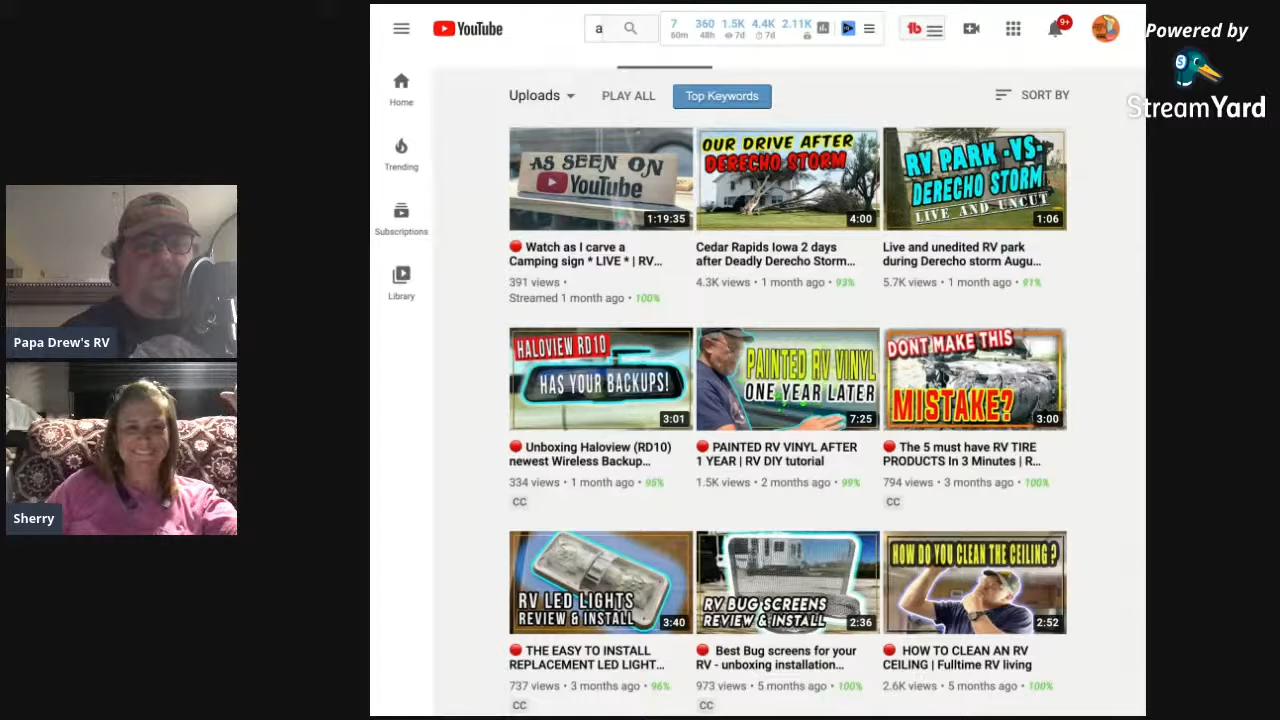 YouTube
a
7 360 1.5K 4.4K 2.11K
60m 48h 7d 7d
tb
9+
Powered by
StreamYard
Home
Trending
Subscriptions
Library
Uploads
PLAY ALL
Top Keywords
SORT BY
AS SEEN ON
YouTube
1:19:35
OUR DRIVE AFTER
DERECHO STORM
4:00
RV PARK -VS-
DERECHO STORM
LIVE AND UNCUT
1:06
Watch as I carve a
Camping sign * LIVE * | RV...
391 views •
Streamed 1 month ago • 100%
Cedar Rapids Iowa 2 days
after Deadly Derecho Storm...
4.3K views • 1 month ago • 93%
Live and unedited RV park
during Derecho storm Augu...
5.7K views • 1 month ago • 91%
HALOVIEW RD10
HAS YOUR BACKUPS!
3:01
PAINTED RV VINYL
ONE YEAR LATER
7:25
DONT MAKE THIS
MISTAKE?
3:00
Unboxing Haloview (RD10)
newest Wireless Backup...
334 views • 1 month ago • 95%
CC
PAINTED RV VINYL AFTER
1 YEAR | RV DIY tutorial
1.5K views • 2 months ago • 99%
The 5 must have RV TIRE
PRODUCTS In 3 Minutes | R...
794 views • 3 months ago • 100%
CC
RV LED LIGHTS
REVIEW & INSTALL
3:40
RV BUG SCREENS
REVIEW & INSTALL
2:36
HOW DO YOU CLEAN THE CEILING ?
2:52
THE EASY TO INSTALL
REPLACEMENT LED LIGHT...
737 views • 3 months ago • 96%
CC
Best Bug screens for your
RV - unboxing installation...
973 views • 5 months ago • 100%
CC
HOW TO CLEAN AN RV
CEILING | Fulltime RV living
2.6K views • 5 months ago • 100%
Papa Drew's RV
Sherry